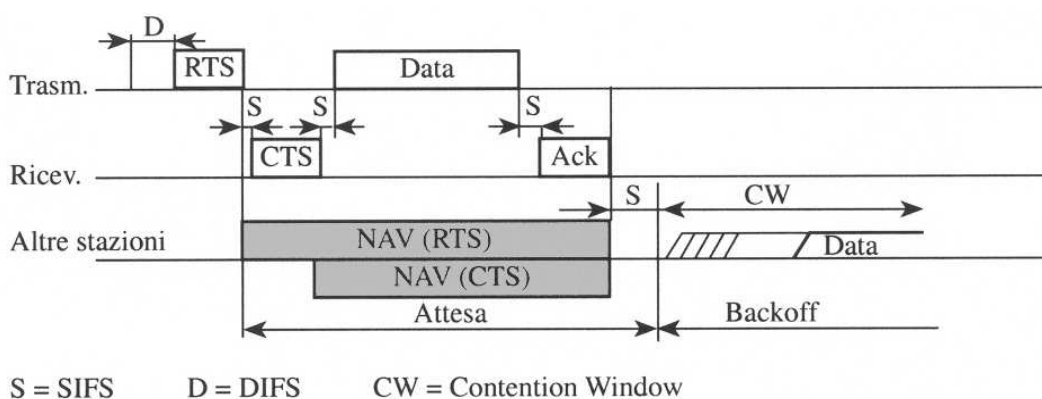 D
Trasm. RTS Data
S S S
CTS Ack
Ricev.
S CW
Altre stazioni NAV (RTS) Data
NAV (CTS)
Attesa Backoff
S = SIFS D = DIFS CW = Contention Window